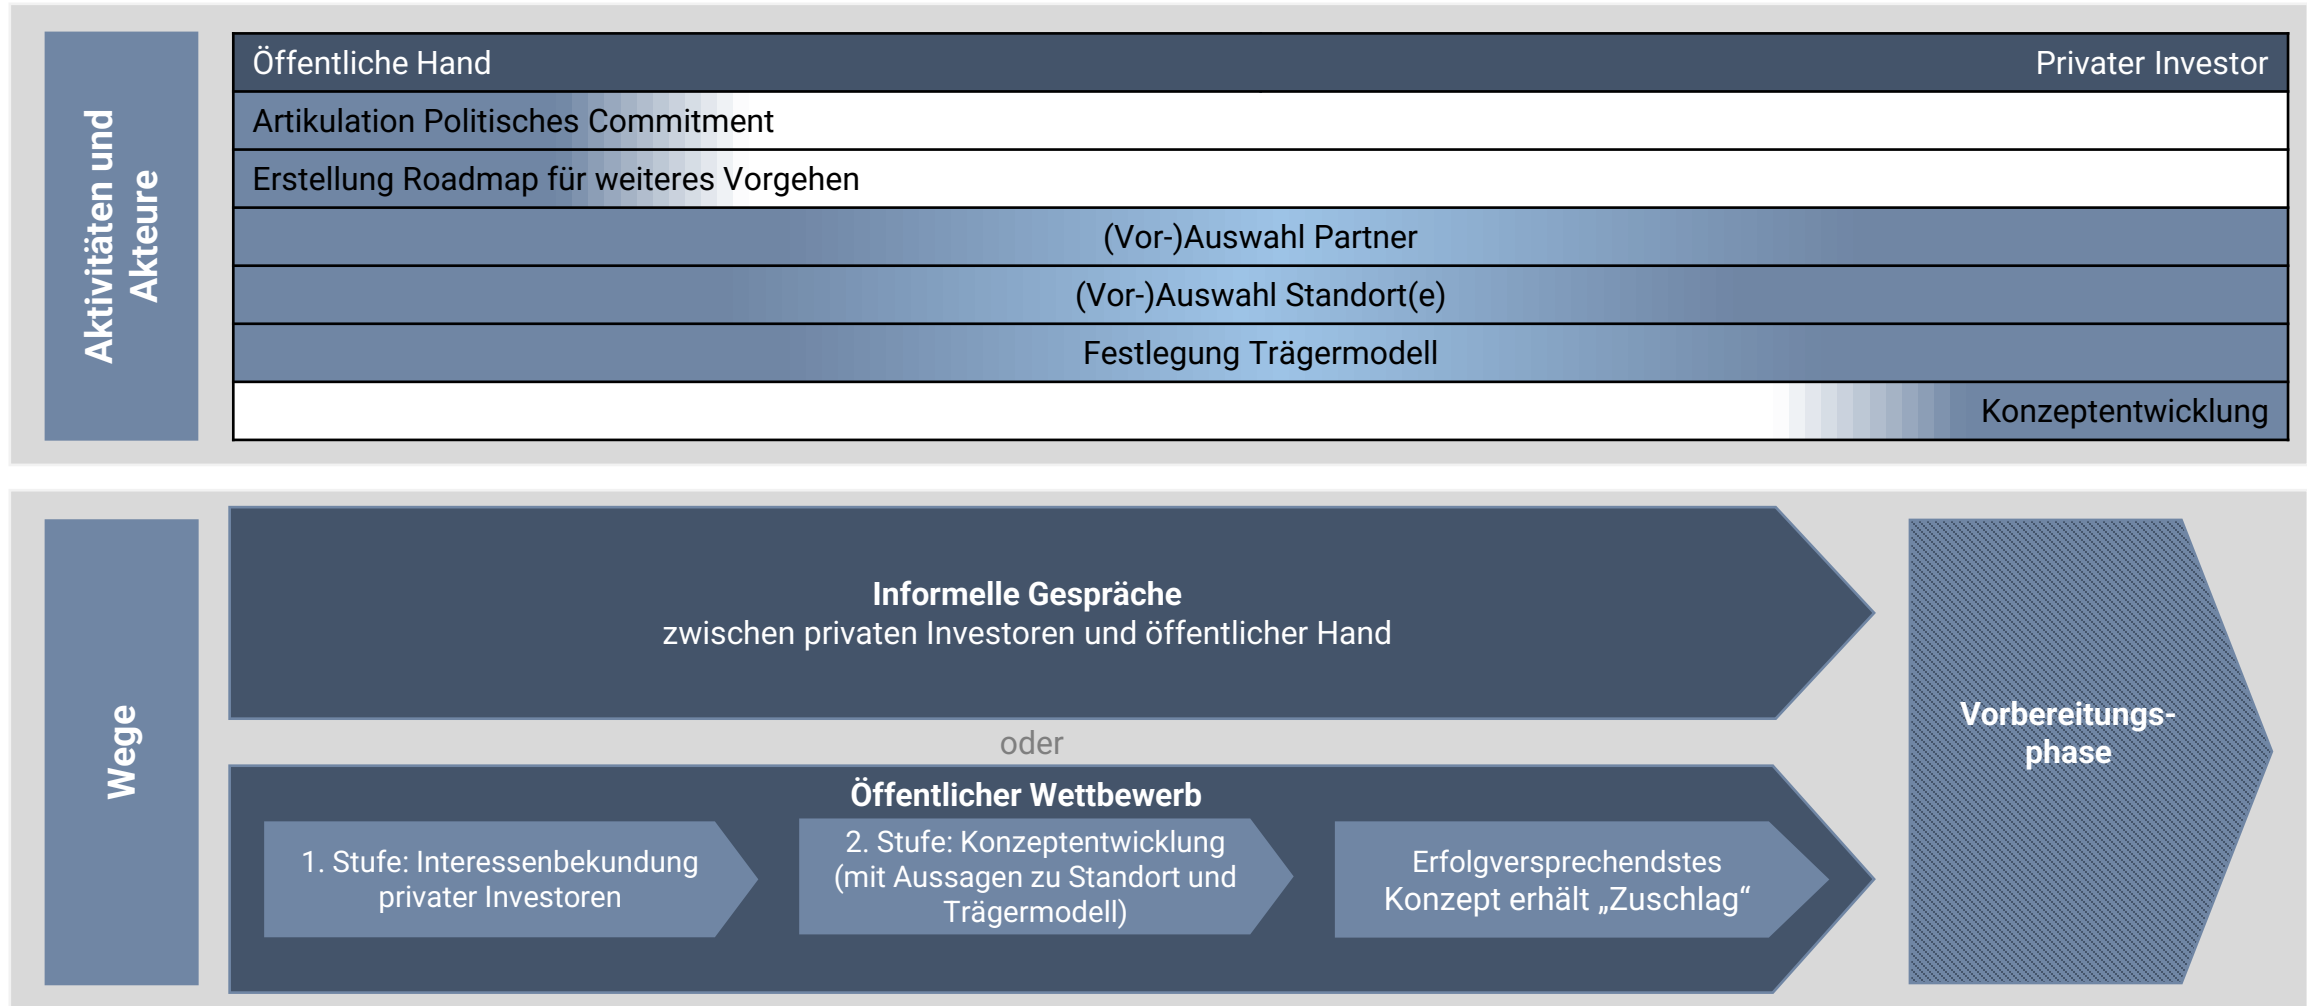 Aktivitäten und
Akteure
Öffentliche Hand
Privater Investor
Artikulation Politisches Commitment
Erstellung Roadmap für weiteres Vorgehen
(Vor-)Auswahl Partner
(Vor-)Auswahl Standort(e)
Festlegung Trägermodell
Konzeptentwicklung
Wege
Informelle Gespräche
zwischen privaten Investoren und öffentlicher Hand
oder
Öffentlicher Wettbewerb
1. Stufe: Interessenbekundung
privater Investoren
2. Stufe: Konzeptentwicklung
(mit Aussagen zu Standort und
Trägermodell)
Erfolgversprechendstes
Konzept erhält „Zuschlag“
Vorbereitungs-
phase